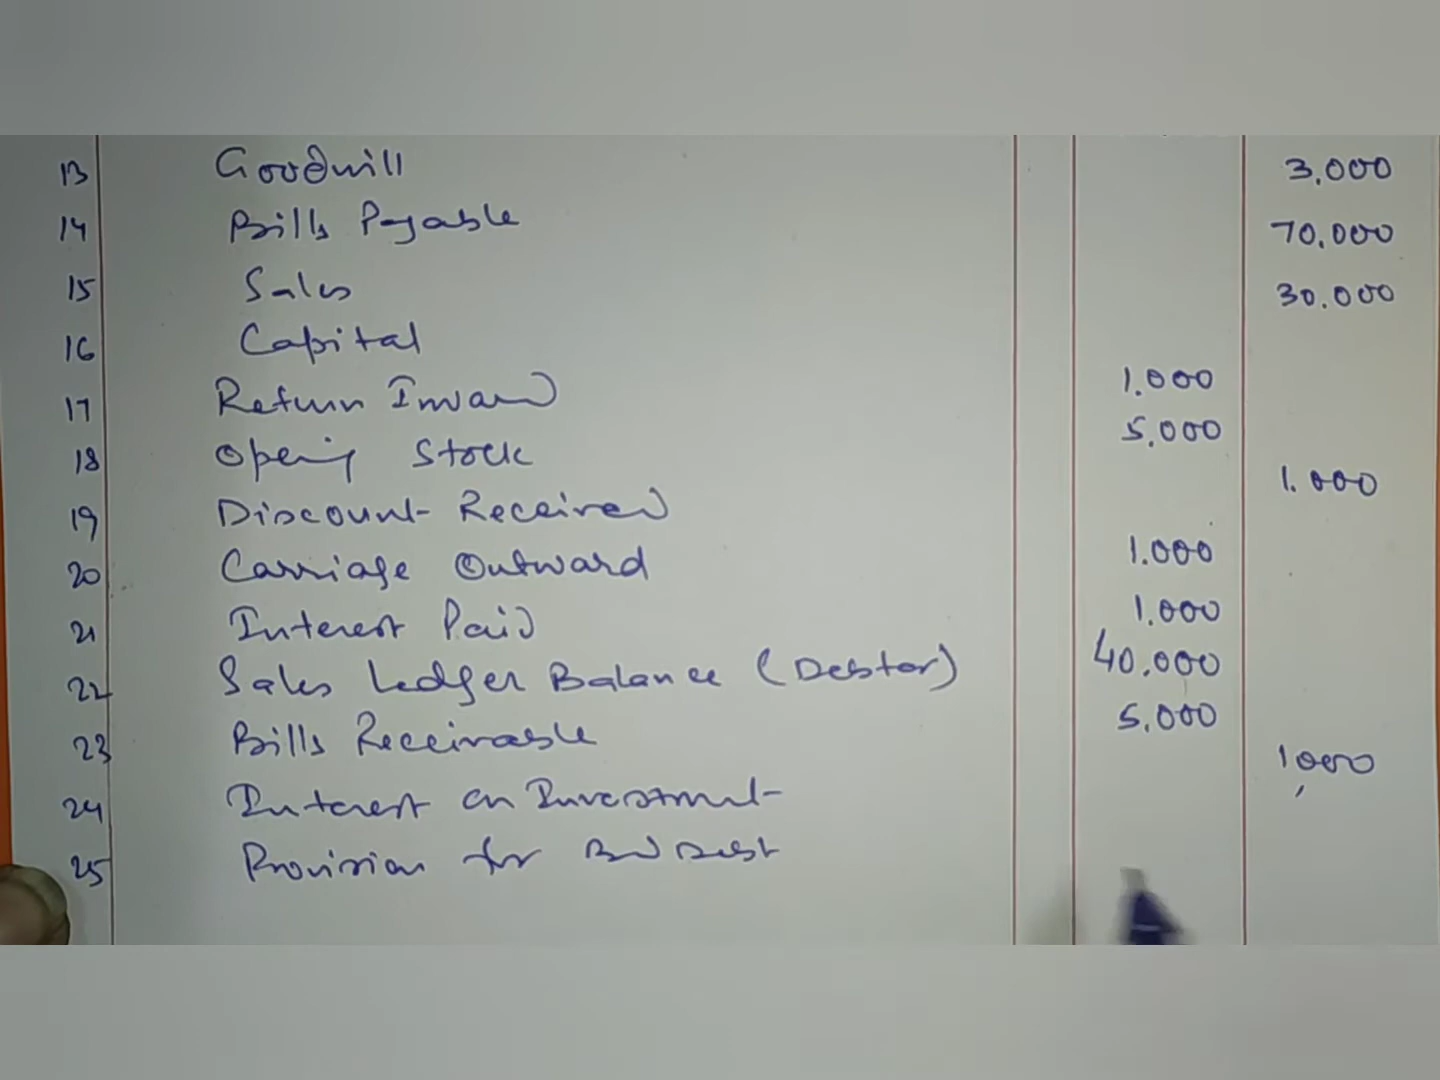 13 Goodwill 3.000
14 Bills Payable 70.000
15 Sales 30.000
16 Capital
17 Return Inward 1.000
18 Opening Stock 5.000
19 Discount Received 1.000
20 Carriage Outward 1.000
21 Interest Paid 1.000
22 Sales Ledger Balance (Debtor) 40.000
23 Bills Receivable 5.000
24 Interest on Investment 1,000
25 Provision for Bad Debt